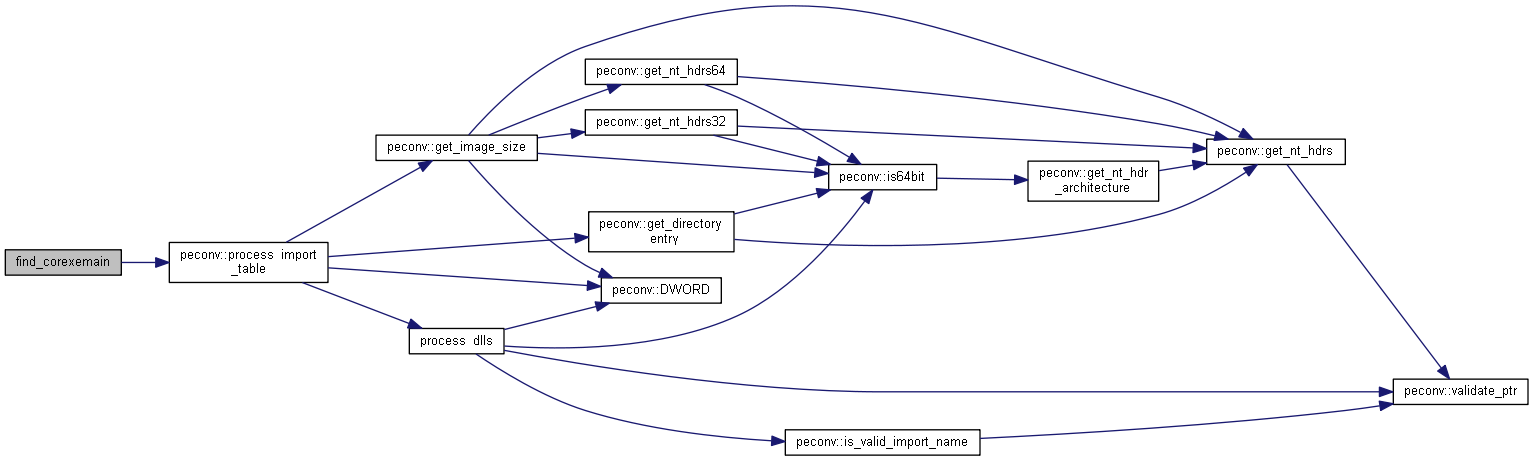 peconv::get_nt_hdrs64
peconv::get_nt_hdrs32
peconv::get_image_size
peconv::get_nt_hdrs
peconv::is64bit
peconv::get_nt_hdr
_architecture
peconv::get_directory
_entry
find_corexemain
peconv::process_import
_table
peconv::DWORD
process_dlls
peconv::validate_ptr
peconv::is_valid_import_name